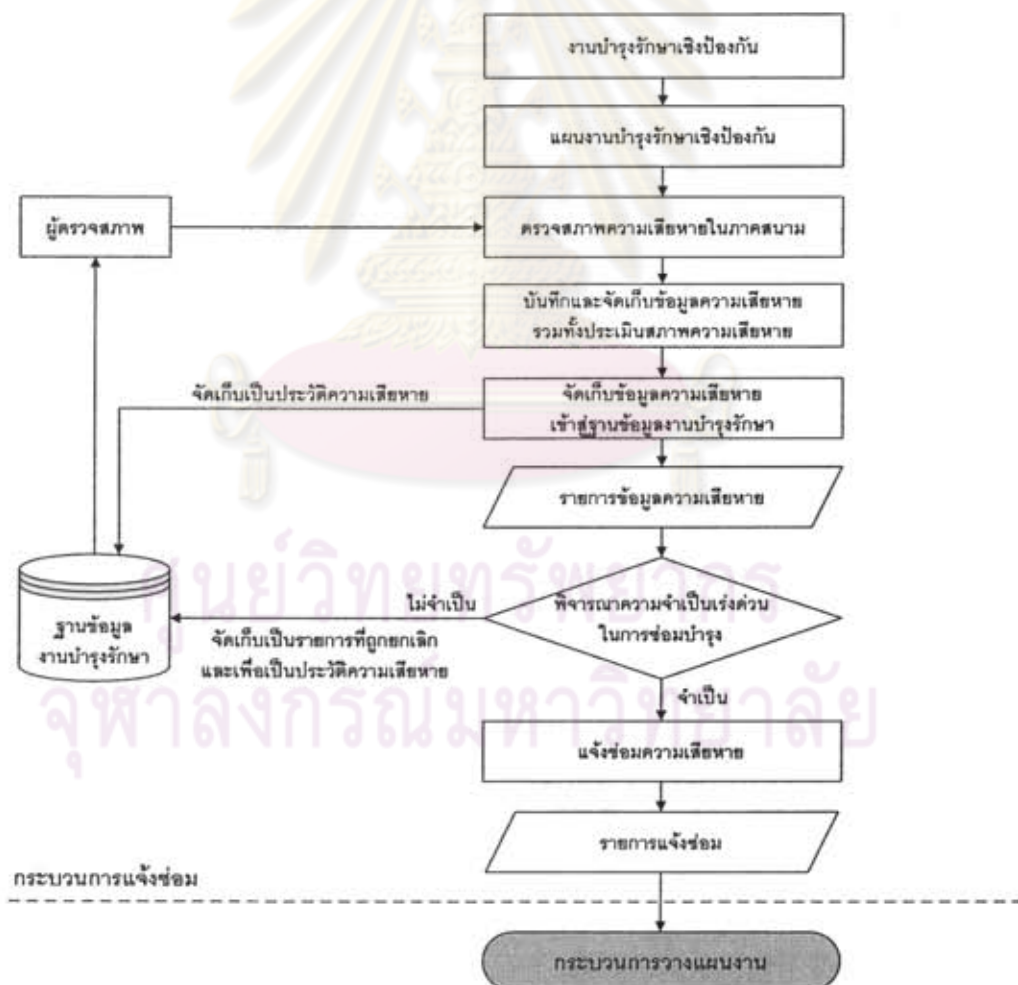 งานบำรุงรักษาเชิงป้องกัน
แผนงานบำรุงรักษาเชิงป้องกัน
ผู้ตรวจสภาพ
ตรวจสภาพความเสียหายในภาคสนาม
บันทึกและจัดเก็บข้อมูลความเสียหาย
รวมทั้งประเมินสภาพความเสียหาย
จัดเก็บเป็นประวัติความเสียหาย
จัดเก็บข้อมูลความเสียหาย
เข้าสู่ฐานข้อมูลงานบำรุงรักษา
รายการข้อมูลความเสียหาย
ศูนย์วิทยทรัพยากร
ไม่จำเป็น
พิจารณาความจำเป็นเร่งด่วน
ในการซ่อมบำรุง
ฐานข้อมูล
งานบำรุงรักษา
จัดเก็บเป็นรายการที่ถูกยกเลิก
และเพื่อเป็นประวัติความเสียหาย
จำเป็น
จุฬาลงกรณ์มหาวิทยาลัย
แจ้งซ่อมความเสียหาย
รายการแจ้งซ่อม
กระบวนการแจ้งซ่อม
กระบวนการวางแผนงาน